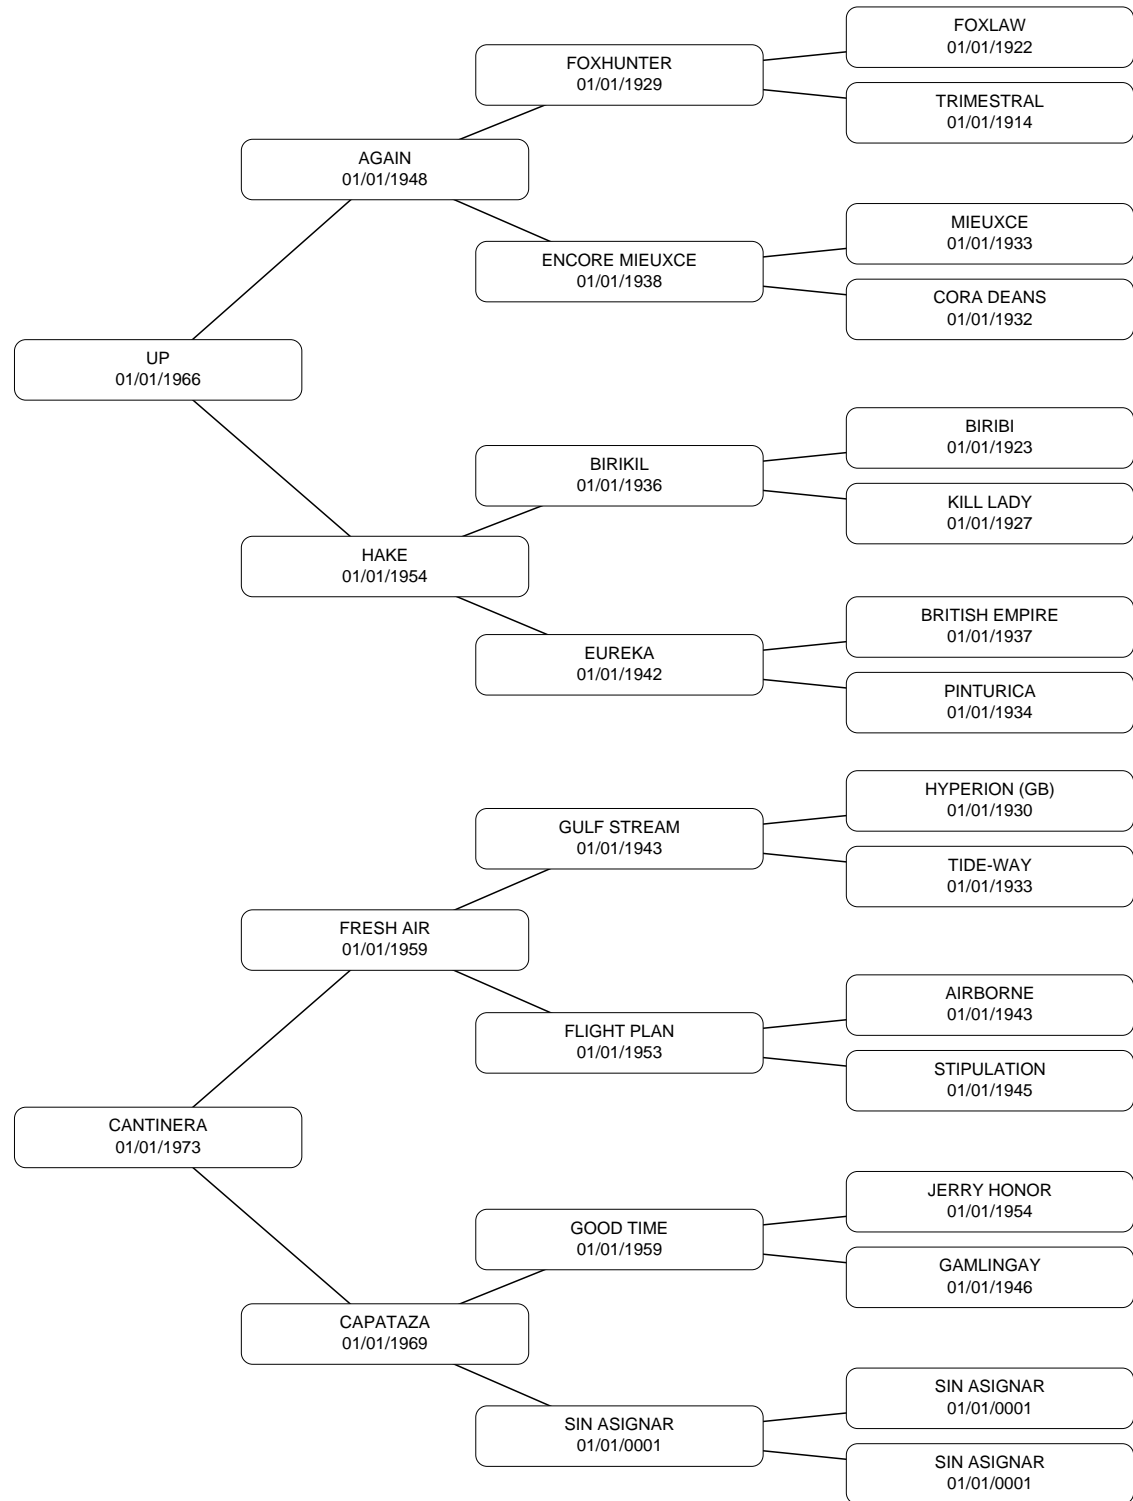 FOXLAW
01/01/1922
FOXHUNTER
01/01/1929
TRIMESTRAL
01/01/1914
AGAIN
01/01/1948
MIEUXCE
01/01/1933
ENCORE MIEUXCE
01/01/1938
CORA DEANS
01/01/1932
UP
01/01/1966
BIRIBI
01/01/1923
BIRIKIL
01/01/1936
KILL LADY
01/01/1927
HAKE
01/01/1954
BRITISH EMPIRE
01/01/1937
EUREKA
01/01/1942
PINTURICA
01/01/1934
HYPERION (GB)
01/01/1930
GULF STREAM
01/01/1943
TIDE-WAY
01/01/1933
FRESH AIR
01/01/1959
AIRBORNE
01/01/1943
FLIGHT PLAN
01/01/1953
STIPULATION
01/01/1945
CANTINERA
01/01/1973
JERRY HONOR
01/01/1954
GOOD TIME
01/01/1959
GAMLINGAY
01/01/1946
CAPATAZA
01/01/1969
SIN ASIGNAR
01/01/0001
SIN ASIGNAR
01/01/0001
SIN ASIGNAR
01/01/0001